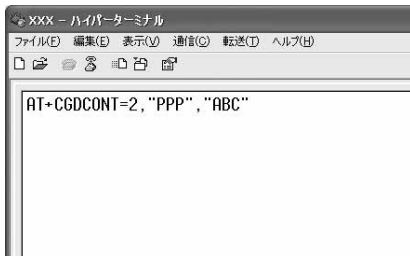 xxx - ハイパーターミナル
ファイル(F) 編集(E) 表示(V) 通信(C) 転送(T) ヘルプ(H)
AT+CGDCONT=2,"PPP","ABC"